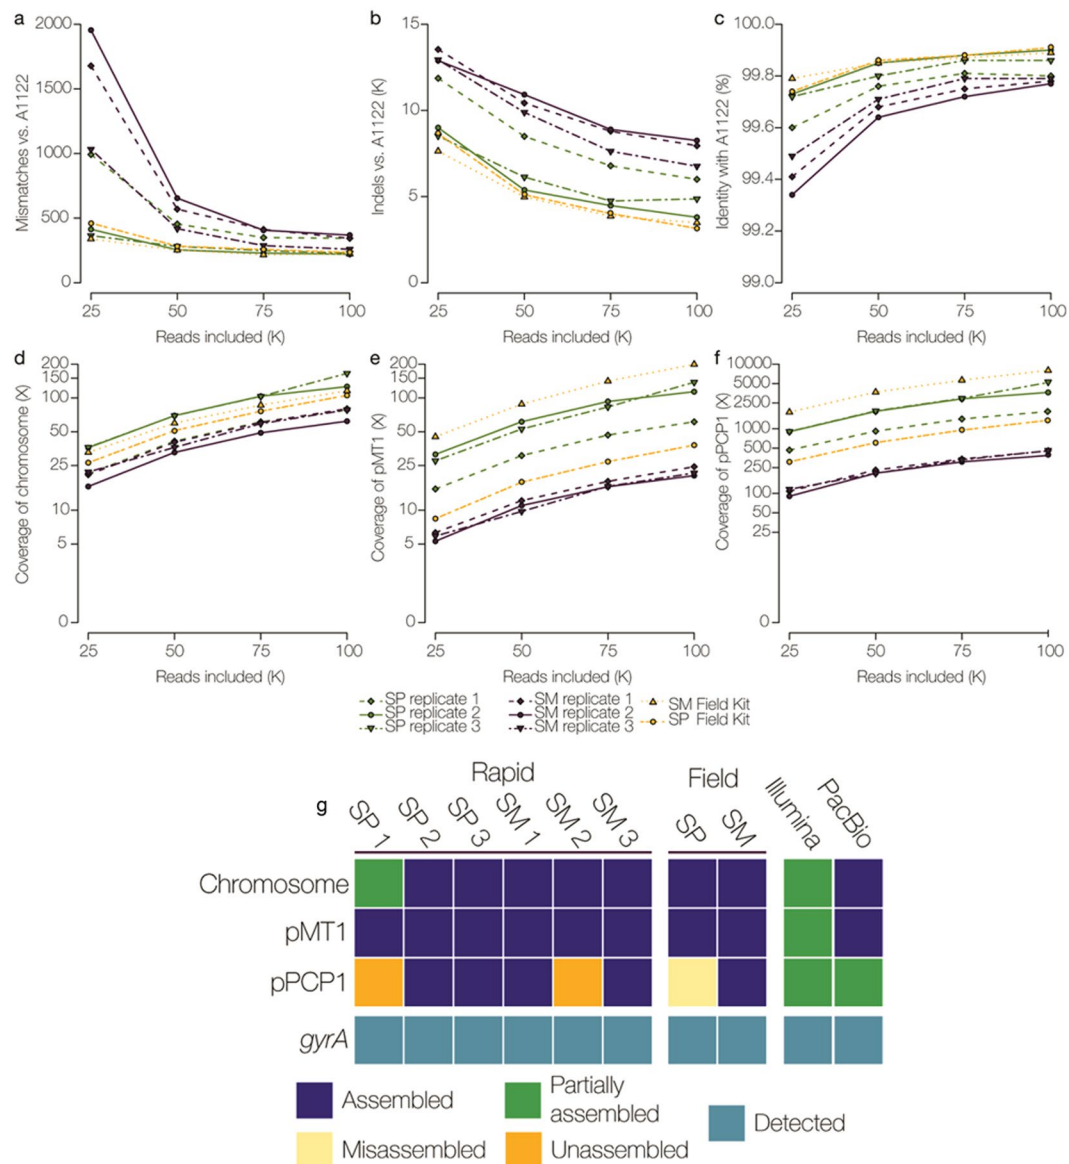 a
2000
1500
1000
500
0
Mismatches vs. A1122
25 50 75 100
Reads included (K)
b
15
10
5
0
Indels vs. A1122 (K)
25 50 75 100
Reads included (K)
c
100.0
99.8
99.6
99.4
99.2
99.0
Identity with A1122 (%)
25 50 75 100
Reads included (K)
d
200
150
100
50
25
10
5
0
Coverage of chromosome (X)
25 50 75 100
Reads included (K)
e
200
150
100
50
25
10
5
0
Coverage of pMT1 (X)
25 50 75 100
Reads included (K)
f
10000
5000
2500
1000
500
250
100
50
25
0
Coverage of pPCP1 (X)
25 50 75 100
Reads included (K)
SP replicate 1
SP replicate 2
SP replicate 3
SM replicate 1
SM replicate 2
SM replicate 3
SM Field Kit
SP Field Kit
g
Rapid
Field
SP 1
SP 2
SP 3
SM 1
SM 2
SM 3
SP
SM
Illumina
PacBio
Chromosome
pMT1
pPCP1
gyrA
Assembled
Misassembled
Partially
assembled
Unassembled
Detected